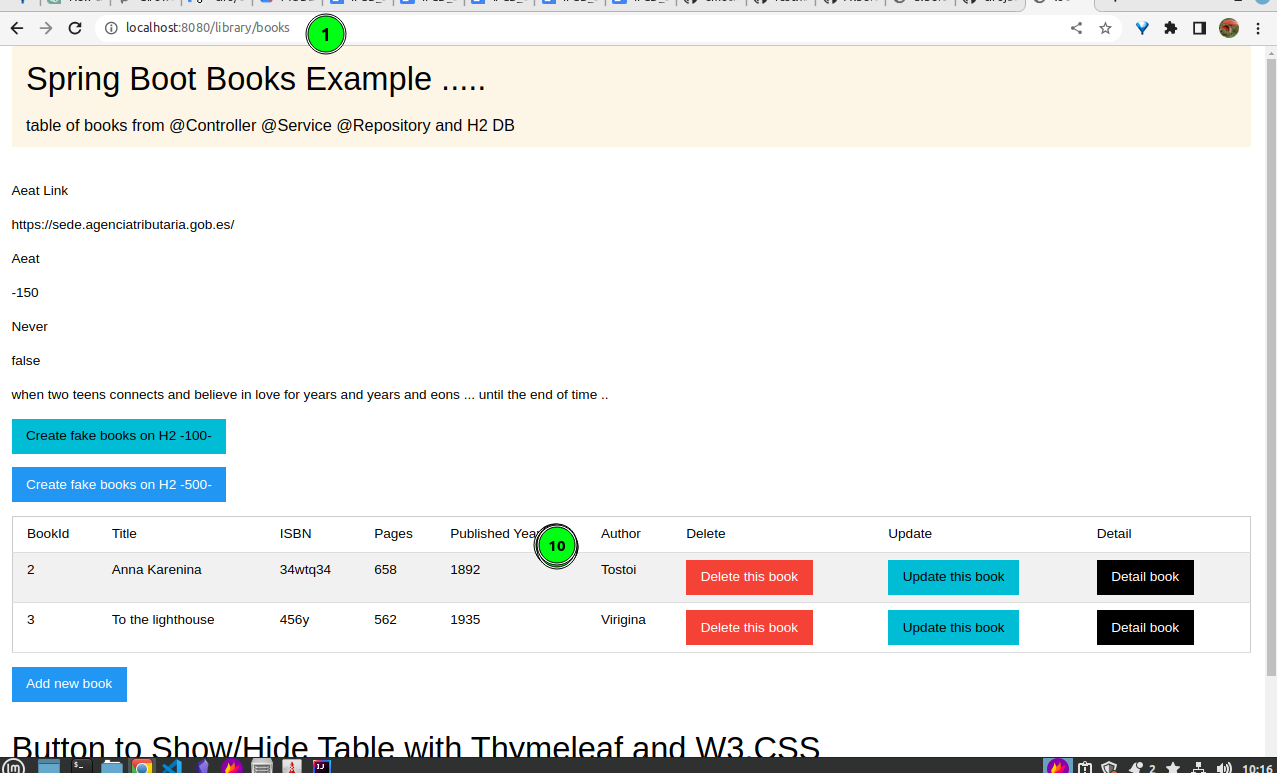 localhost:8080/library/books
1
Spring Boot Books Example .....
table of books from @Controller @Service @Repository and H2 DB
Aeat Link
https://sede.agenciatributaria.gob.es/
Aeat
-150
Never
false
when two teens connects and believe in love for years and years and eons ... until the end of time ..
Create fake books on H2 -100-
Create fake books on H2 -500-
BookId Title ISBN Pages Published Year Author Delete Update Detail
10
2 Anna Karenina 34wtq34 658 1892 Tostoi Delete this book Update this book Detail book
3 To the lighthouse 456y 562 1935 Virigina Delete this book Update this book Detail book
Add new book
Button to Show/Hide Table with Thymeleaf and W3.CSS
2 10:16